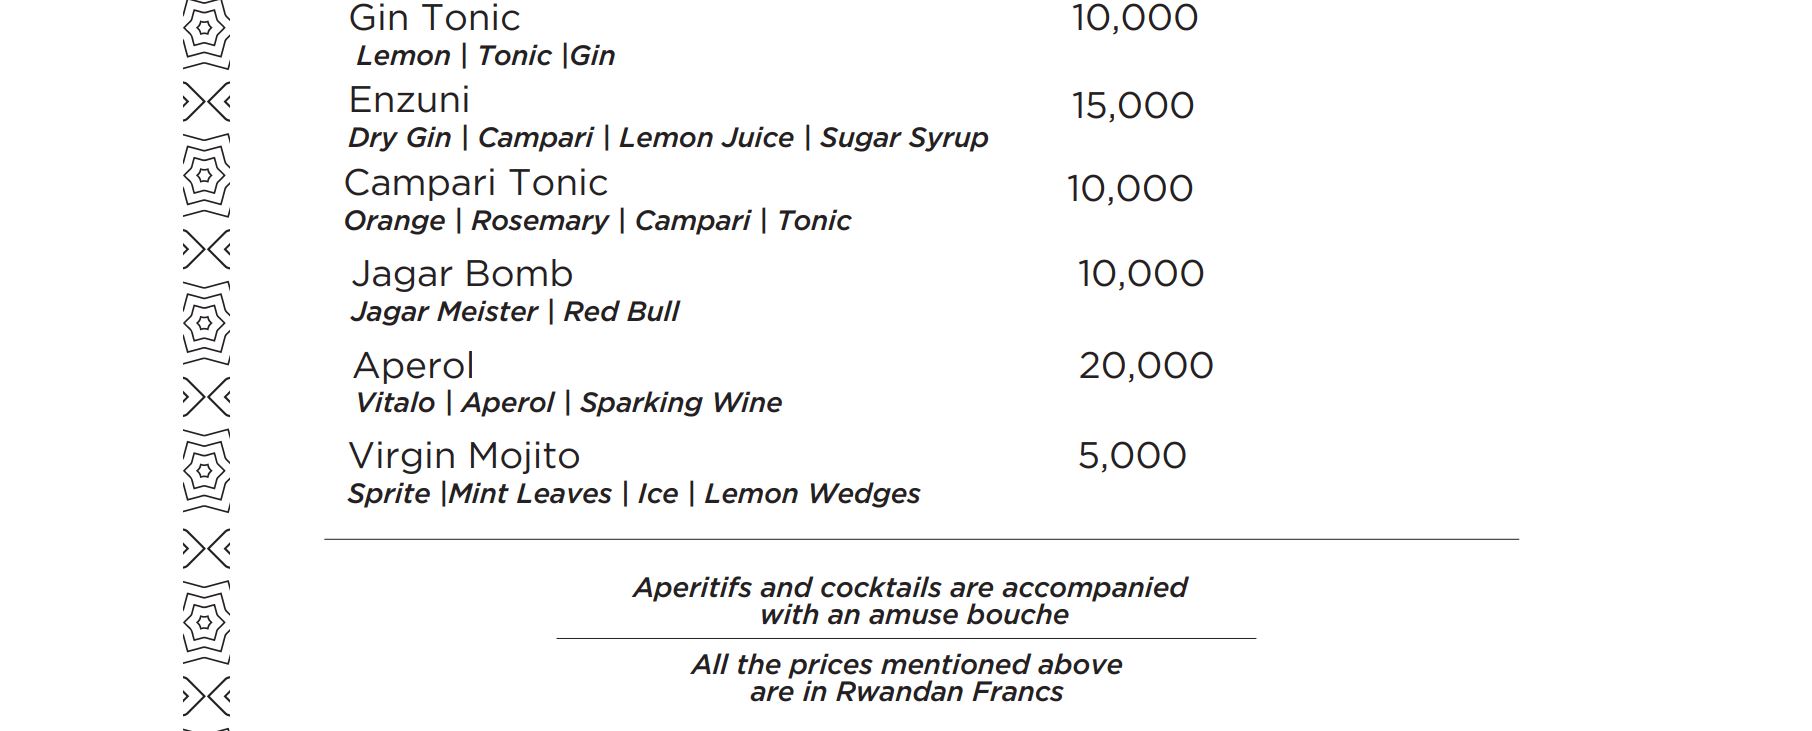 Gin Tonic 10,000
Lemon | Tonic |Gin
Enzuni 15,000
Dry Gin | Campari | Lemon Juice | Sugar Syrup
Campari Tonic 10,000
Orange | Rosemary | Campari | Tonic
Jagar Bomb 10,000
Jagar Meister | Red Bull
Aperol 20,000
Vitalo | Aperol | Sparking Wine
Virgin Mojito 5,000
Sprite |Mint Leaves | Ice | Lemon Wedges
Aperitifs and cocktails are accompanied
with an amuse bouche
All the prices mentioned above
are in Rwandan Francs